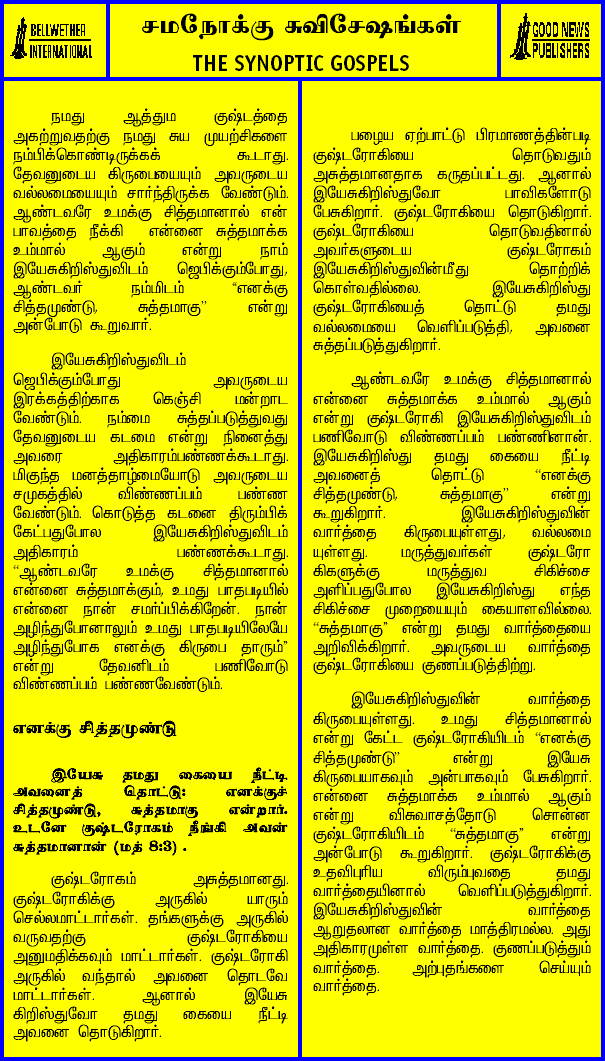 BELLWETHER
INTERNATIONAL
சமநோக்கு சுவிசேஷங்கள்
THE SYNOPTIC GOSPELS
GOOD NEWS
PUBLISHERS
நமது ஆத்தும குஷ்டத்தை
அகற்றுவதற்கு நமது சுய முயற்சிகளை
நம்பிக்கொண்டிருக்கக் கூடாது.
தேவனுடைய கிருபையையும் அவருடைய
வல்லமையையும் சார்ந்திருக்க வேண்டும்.
ஆண்டவரே உமக்கு சித்தமானால் என்
பாவத்தை நீக்கி என்னை சுத்தமாக்க
உம்மால் ஆகும் என்று நாம்
இயேசுகிறிஸ்துவிடம் ஜெபிக்கும்போது,
ஆண்டவர் நம்மிடம் “எனக்கு
சித்தமுண்டு, சுத்தமாகு” என்று
அன்போடு கூறுவார்.
இயேசுகிறிஸ்துவிடம்
ஜெபிக்கும்போது அவருடைய
இரக்கத்திற்காக கெஞ்சி மன்றாட
வேண்டும். நம்மை சுத்தப்படுத்துவது
தேவனுடைய கடமை என்று நினைத்து
அவரை அதிகாரம்பண்ணக்கூடாது.
மிகுந்த மனத்தாழ்மையோடு அவருடைய
சமுகத்தில் விண்ணப்பம் பண்ண
வேண்டும். கொடுத்த கடனை திரும்பிக்
கேட்பதுபோல இயேசுகிறிஸ்துவிடம்
அதிகாரம் பண்ணக்கூடாது.
“ஆண்டவரே உமக்கு சித்தமானால்
என்னை சுத்தமாக்கும், உமது பாதபடியில்
என்னை நான் சமர்ப்பிக்கிறேன். நான்
அழிந்துபோனாலும் உமது பாதபடியிலேயே
அழிந்துபோக எனக்கு கிருபை தாரும்”
என்று தேவனிடம் பணிவோடு
விண்ணப்பம் பண்ணவேண்டும்.
எனக்கு சித்தமுண்டு
இயேசு தமது கையை நீட்டி
அவனைத் தொட்டு: எனக்குச்
சித்தமுண்டு, சுத்தமாகு என்றார்.
உடனே குஷ்டரோகம் நீங்கி அவன்
சுத்தமானான் (மத் 8:3) .
குஷ்டரோகம் அசுத்தமானது.
குஷ்டரோகிக்கு அருகில் யாரும்
செல்லமாட்டார்கள். தங்களுக்கு அருகில்
வருவதற்கு குஷ்டரோகியை
அனுமதிக்கவும் மாட்டார்கள். குஷ்டரோகி
அருகில் வந்தால் அவனை தொடவே
மாட்டார்கள். ஆனால் இயேசு
கிறிஸ்துவோ தமது கையை நீட்டி
அவனை தொடுகிறார்.
பழைய ஏற்பாட்டு பிரமாணத்தின்படி
குஷ்டரோகியை தொடுவதும்
அசுத்தமானதாக கருதப்பட்டது. ஆனால்
இயேசுகிறிஸ்துவோ பாவிகளோடு
பேசுகிறார். குஷ்டரோகியை தொடுகிறார்.
குஷ்டரோகியை தொடுவதினால்
அவர்களுடைய குஷ்டரோகம்
இயேசுகிறிஸ்துவின்மீது தொற்றிக்
கொள்வதில்லை. இயேசுகிறிஸ்து
குஷ்டரோகியைத் தொட்டு தமது
வல்லமையை வெளிப்படுத்தி, அவனை
சுத்தப்படுத்துகிறார்.
ஆண்டவரே உமக்கு சித்தமானால்
என்னை சுத்தமாக்க உம்மால் ஆகும்
என்று குஷ்டரோகி இயேசுகிறிஸ்துவிடம்
பணிவோடு விண்ணப்பம் பண்ணினான்.
இயேசுகிறிஸ்து தமது கையை நீட்டி
அவனைத் தொட்டு “எனக்கு
சித்தமுண்டு, சுத்தமாகு” என்று
கூறுகிறார். இயேசுகிறிஸ்துவின்
வார்த்தை கிருபையுள்ளது, வல்லமை
யுள்ளது. மருத்துவர்கள் குஷ்டரோ
கிகளுக்கு மருத்துவ சிகிச்சை
அளிப்பதுபோல இயேசுகிறிஸ்து எந்த
சிகிச்சை முறையையும் கையாளவில்லை.
“சுத்தமாகு” என்று தமது வார்த்தையை
அறிவிக்கிறார். அவருடைய வார்த்தை
குஷ்டரோகியை குணப்படுத்திற்று.
இயேசுகிறிஸ்துவின் வார்த்தை
கிருபையுள்ளது. உமது சித்தமானால்
என்று கேட்ட குஷ்டரோகியிடம் “எனக்கு
சித்தமுண்டு” என்று இயேசு
கிருபையாகவும் அன்பாகவும் பேசுகிறார்.
என்னை சுத்தமாக்க உம்மால் ஆகும்
என்று விசுவாசத்தோடு சொன்ன
குஷ்டரோகியிடம் “சுத்தமாகு” என்று
அன்போடு கூறுகிறார். குஷ்டரோகிக்கு
உதவிபுரிய விரும்புவதை தமது
வார்த்தையினால் வெளிப்படுத்துகிறார்.
இயேசுகிறிஸ்துவின் வார்த்தை
ஆறுதலான வார்த்தை மாத்திரமல்ல. அது
அதிகாரமுள்ள வார்த்தை. குணப்படுத்தும்
வார்த்தை. அற்புதங்களை செய்யும்
வார்த்தை.